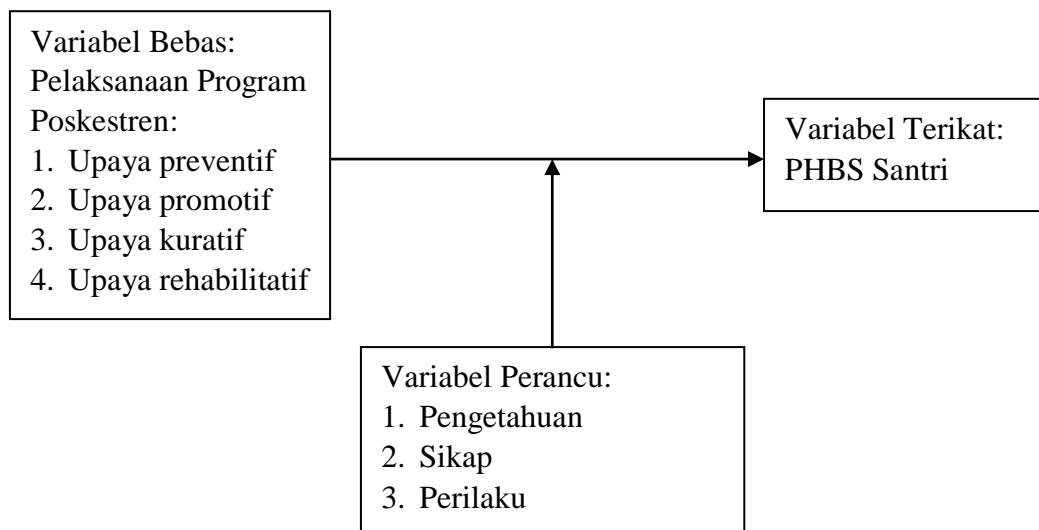 Variabel Bebas:
Pelaksanaan Program
Poskestren:
1. Upaya preventif
2. Upaya promotif
3. Upaya kuratif
4. Upaya rehabilitatif
Variabel Terikat:
PHBS Santri
Variabel Perancu:
1. Pengetahuan
2. Sikap
3. Perilaku